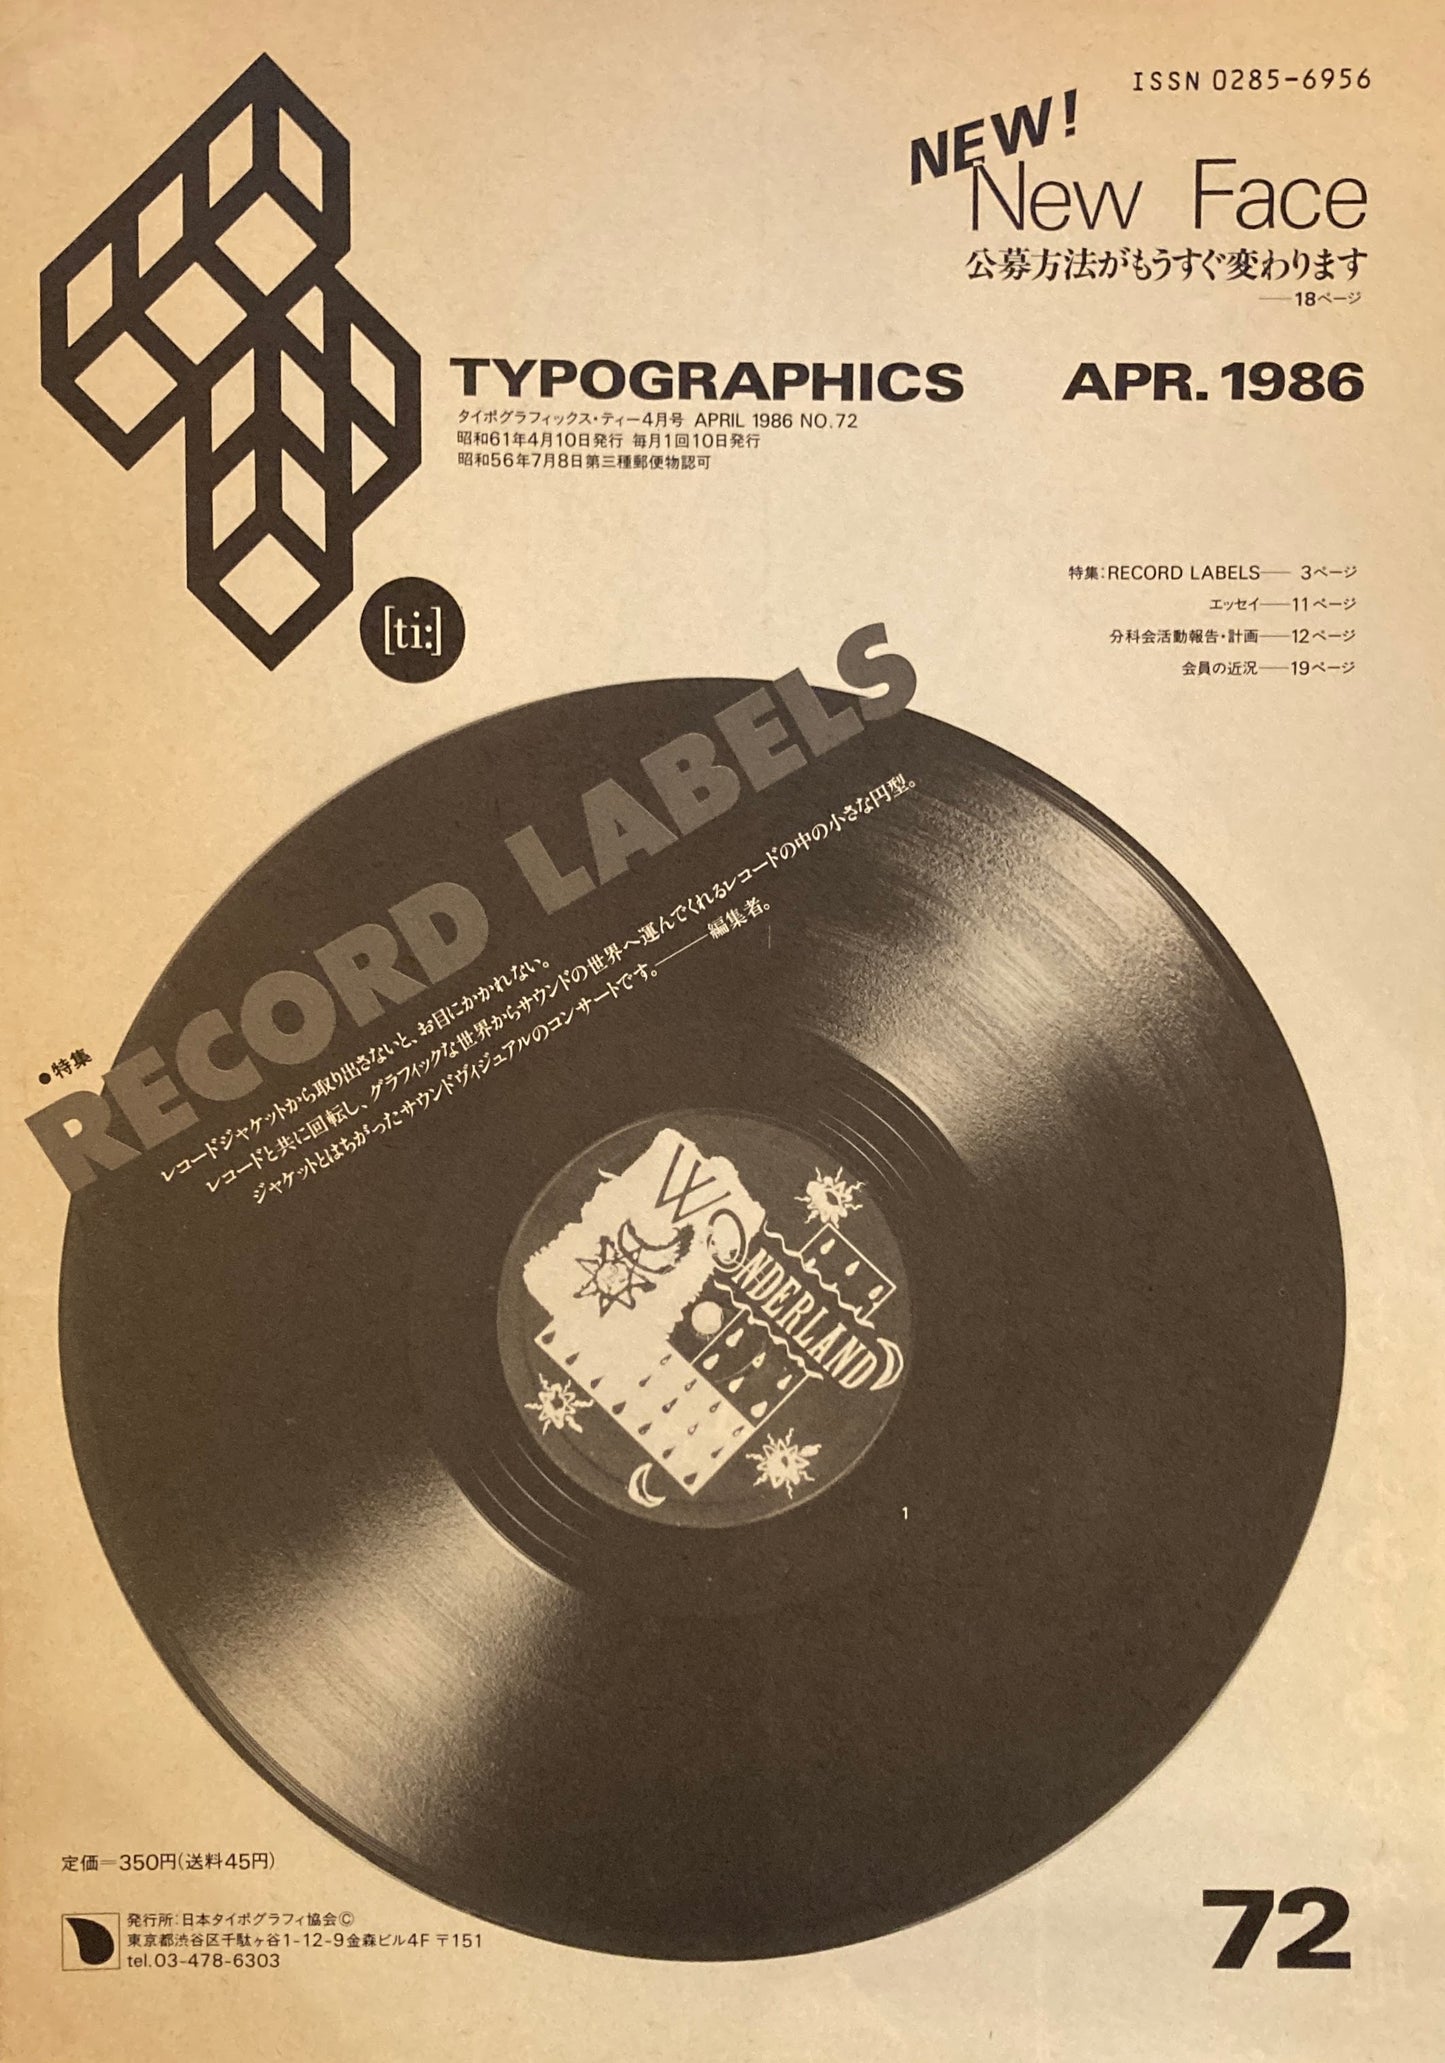 ISSN 0285-6956
NEW!
New Face
公募方法がもうすぐ変わります
──18ページ
TYPOGRAPHICS
APR. 1986
タイポグラフィックス・ティー4月号 APRIL 1986 NO.72
昭和61年4月10日発行 毎月1回10日発行
昭和56年7月8日第三種郵便物認可
[ti:]
特集:RECORD LABELS── 3ページ
エッセイ──11ページ
分科会活動報告・計画──12ページ
会員の近況──19ページ
●特集
RECORD LABELS
レコードジャケットから取り出さないと、お目にかかれない。
レコードと共に回転し、グラフィックな世界からサウンドの世界へ運んでくれるレコードの中の小さな円型。
ジャケットとはちがったサウンドヴィジュアルのコンサートです。───編集者。
WONDERLAND
1
定価=350円(送料45円)
発行所:日本タイポグラフィ協会©
東京都渋谷区千駄ヶ谷1-12-9金森ビル4F 〒151
tel.03-478-6303
72